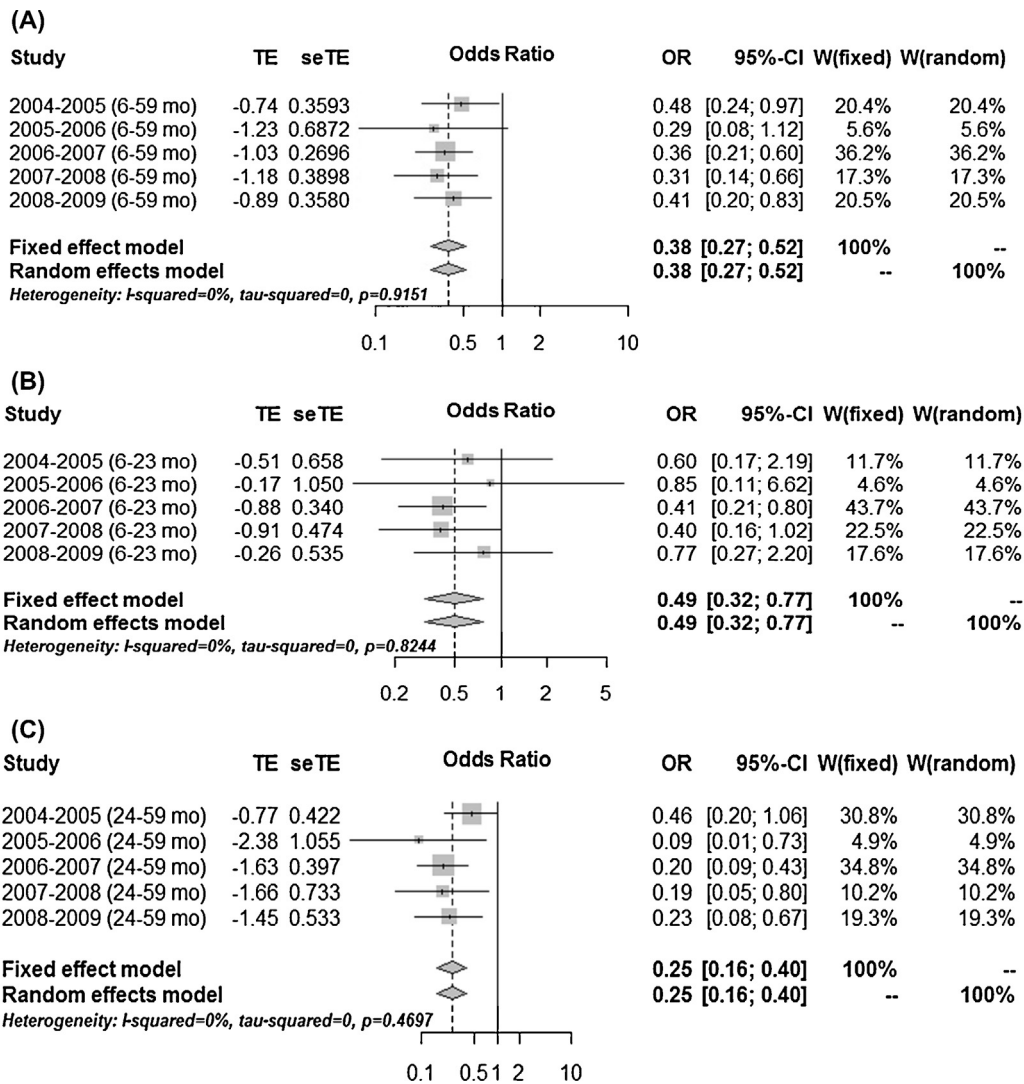 (A)
Study TE seTE Odds Ratio OR 95%-CI W(fixed) W(random)
2004-2005 (6-59 mo) -0.74 0.3593 0.48 [0.24; 0.97] 20.4% 20.4%
2005-2006 (6-59 mo) -1.23 0.6872 0.29 [0.08; 1.12] 5.6% 5.6%
2006-2007 (6-59 mo) -1.03 0.2696 0.36 [0.21; 0.60] 36.2% 36.2%
2007-2008 (6-59 mo) -1.18 0.3898 0.31 [0.14; 0.66] 17.3% 17.3%
2008-2009 (6-59 mo) -0.89 0.3580 0.41 [0.20; 0.83] 20.5% 20.5%
Fixed effect model 0.38 [0.27; 0.52] 100% --
Random effects model 0.38 [0.27; 0.52] -- 100%
Heterogeneity: I-squared=0%, tau-squared=0, p=0.9151
0.1 0.5 1 2 10
(B)
Study TE seTE Odds Ratio OR 95%-CI W(fixed) W(random)
2004-2005 (6-23 mo) -0.51 0.658 0.60 [0.17; 2.19] 11.7% 11.7%
2005-2006 (6-23 mo) -0.17 1.050 0.85 [0.11; 6.62] 4.6% 4.6%
2006-2007 (6-23 mo) -0.88 0.340 0.41 [0.21; 0.80] 43.7% 43.7%
2007-2008 (6-23 mo) -0.91 0.474 0.40 [0.16; 1.02] 22.5% 22.5%
2008-2009 (6-23 mo) -0.26 0.535 0.77 [0.27; 2.20] 17.6% 17.6%
Fixed effect model 0.49 [0.32; 0.77] 100% --
Random effects model 0.49 [0.32; 0.77] -- 100%
Heterogeneity: I-squared=0%, tau-squared=0, p=0.8244
0.2 0.5 1 2 5
(C)
Study TE seTE Odds Ratio OR 95%-CI W(fixed) W(random)
2004-2005 (24-59 mo) -0.77 0.422 0.46 [0.20; 1.06] 30.8% 30.8%
2005-2006 (24-59 mo) -2.38 1.055 0.09 [0.01; 0.73] 4.9% 4.9%
2006-2007 (24-59 mo) -1.63 0.397 0.20 [0.09; 0.43] 34.8% 34.8%
2007-2008 (24-59 mo) -1.66 0.733 0.19 [0.05; 0.80] 10.2% 10.2%
2008-2009 (24-59 mo) -1.45 0.533 0.23 [0.08; 0.67] 19.3% 19.3%
Fixed effect model 0.25 [0.16; 0.40] 100% --
Random effects model 0.25 [0.16; 0.40] -- 100%
Heterogeneity: I-squared=0%, tau-squared=0, p=0.4697
0.1 0.5 1 2 10